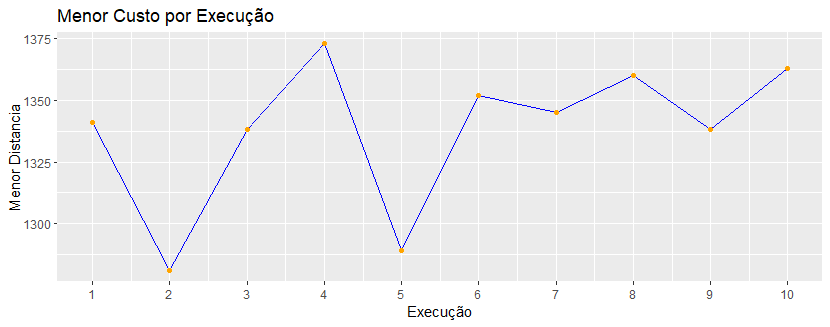 Menor Custo por Execução
1375
1350
1325
1300
Menor Distancia
1 2 3 4 5 6 7 8 9 10
Execução